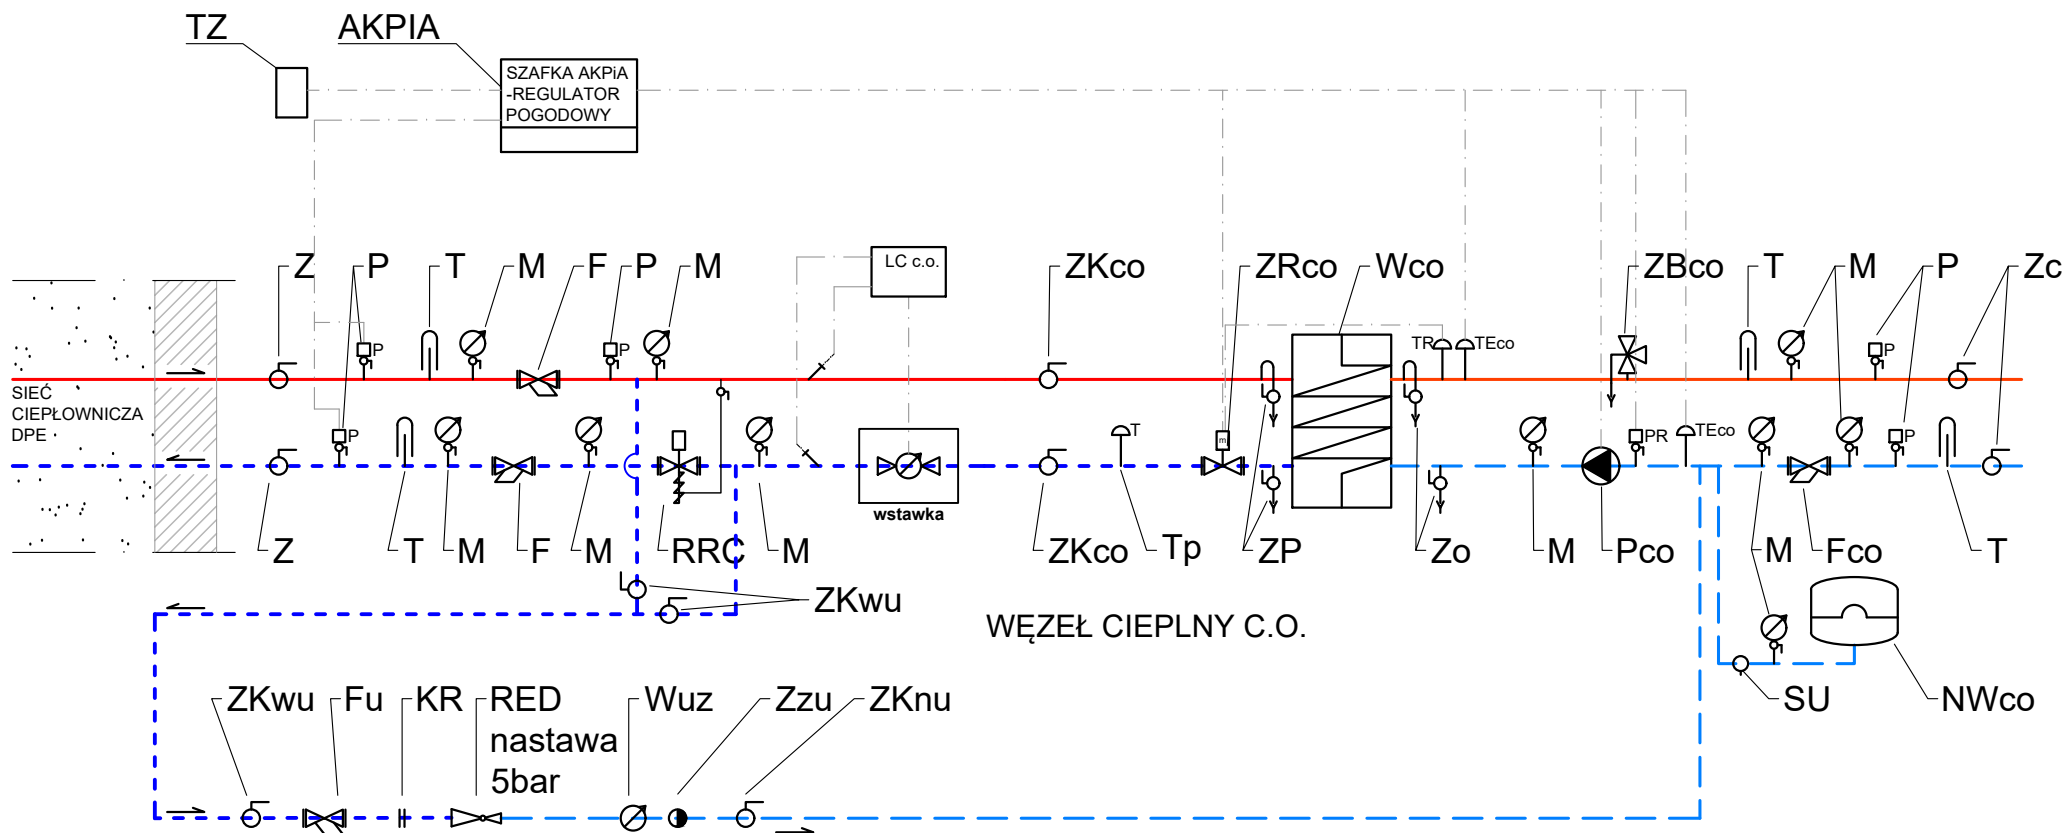 TZ
AKPIA
SZAFKA AKPiA
-REGULATOR
POGODOWY
LC c.o.
Z
P
T
M
F
P
M
ZKco
ZRco
Wco
ZBco
T
M
P
Zc
P
P
TR
TEco
P
SIEĆ
CIEPŁOWNICZA
DPE
P
T
m
PR
TEco
P
wstawka
Z
T
M
F
M
RRC
M
ZKco
Tp
ZP
Zo
M
Pco
M
Fco
T
ZKwu
WĘZEŁ CIEPLNY C.O.
ZKwu
Fu
KR
RED
nastawa
5bar
Wuz
Zzu
ZKnu
SU
NWco